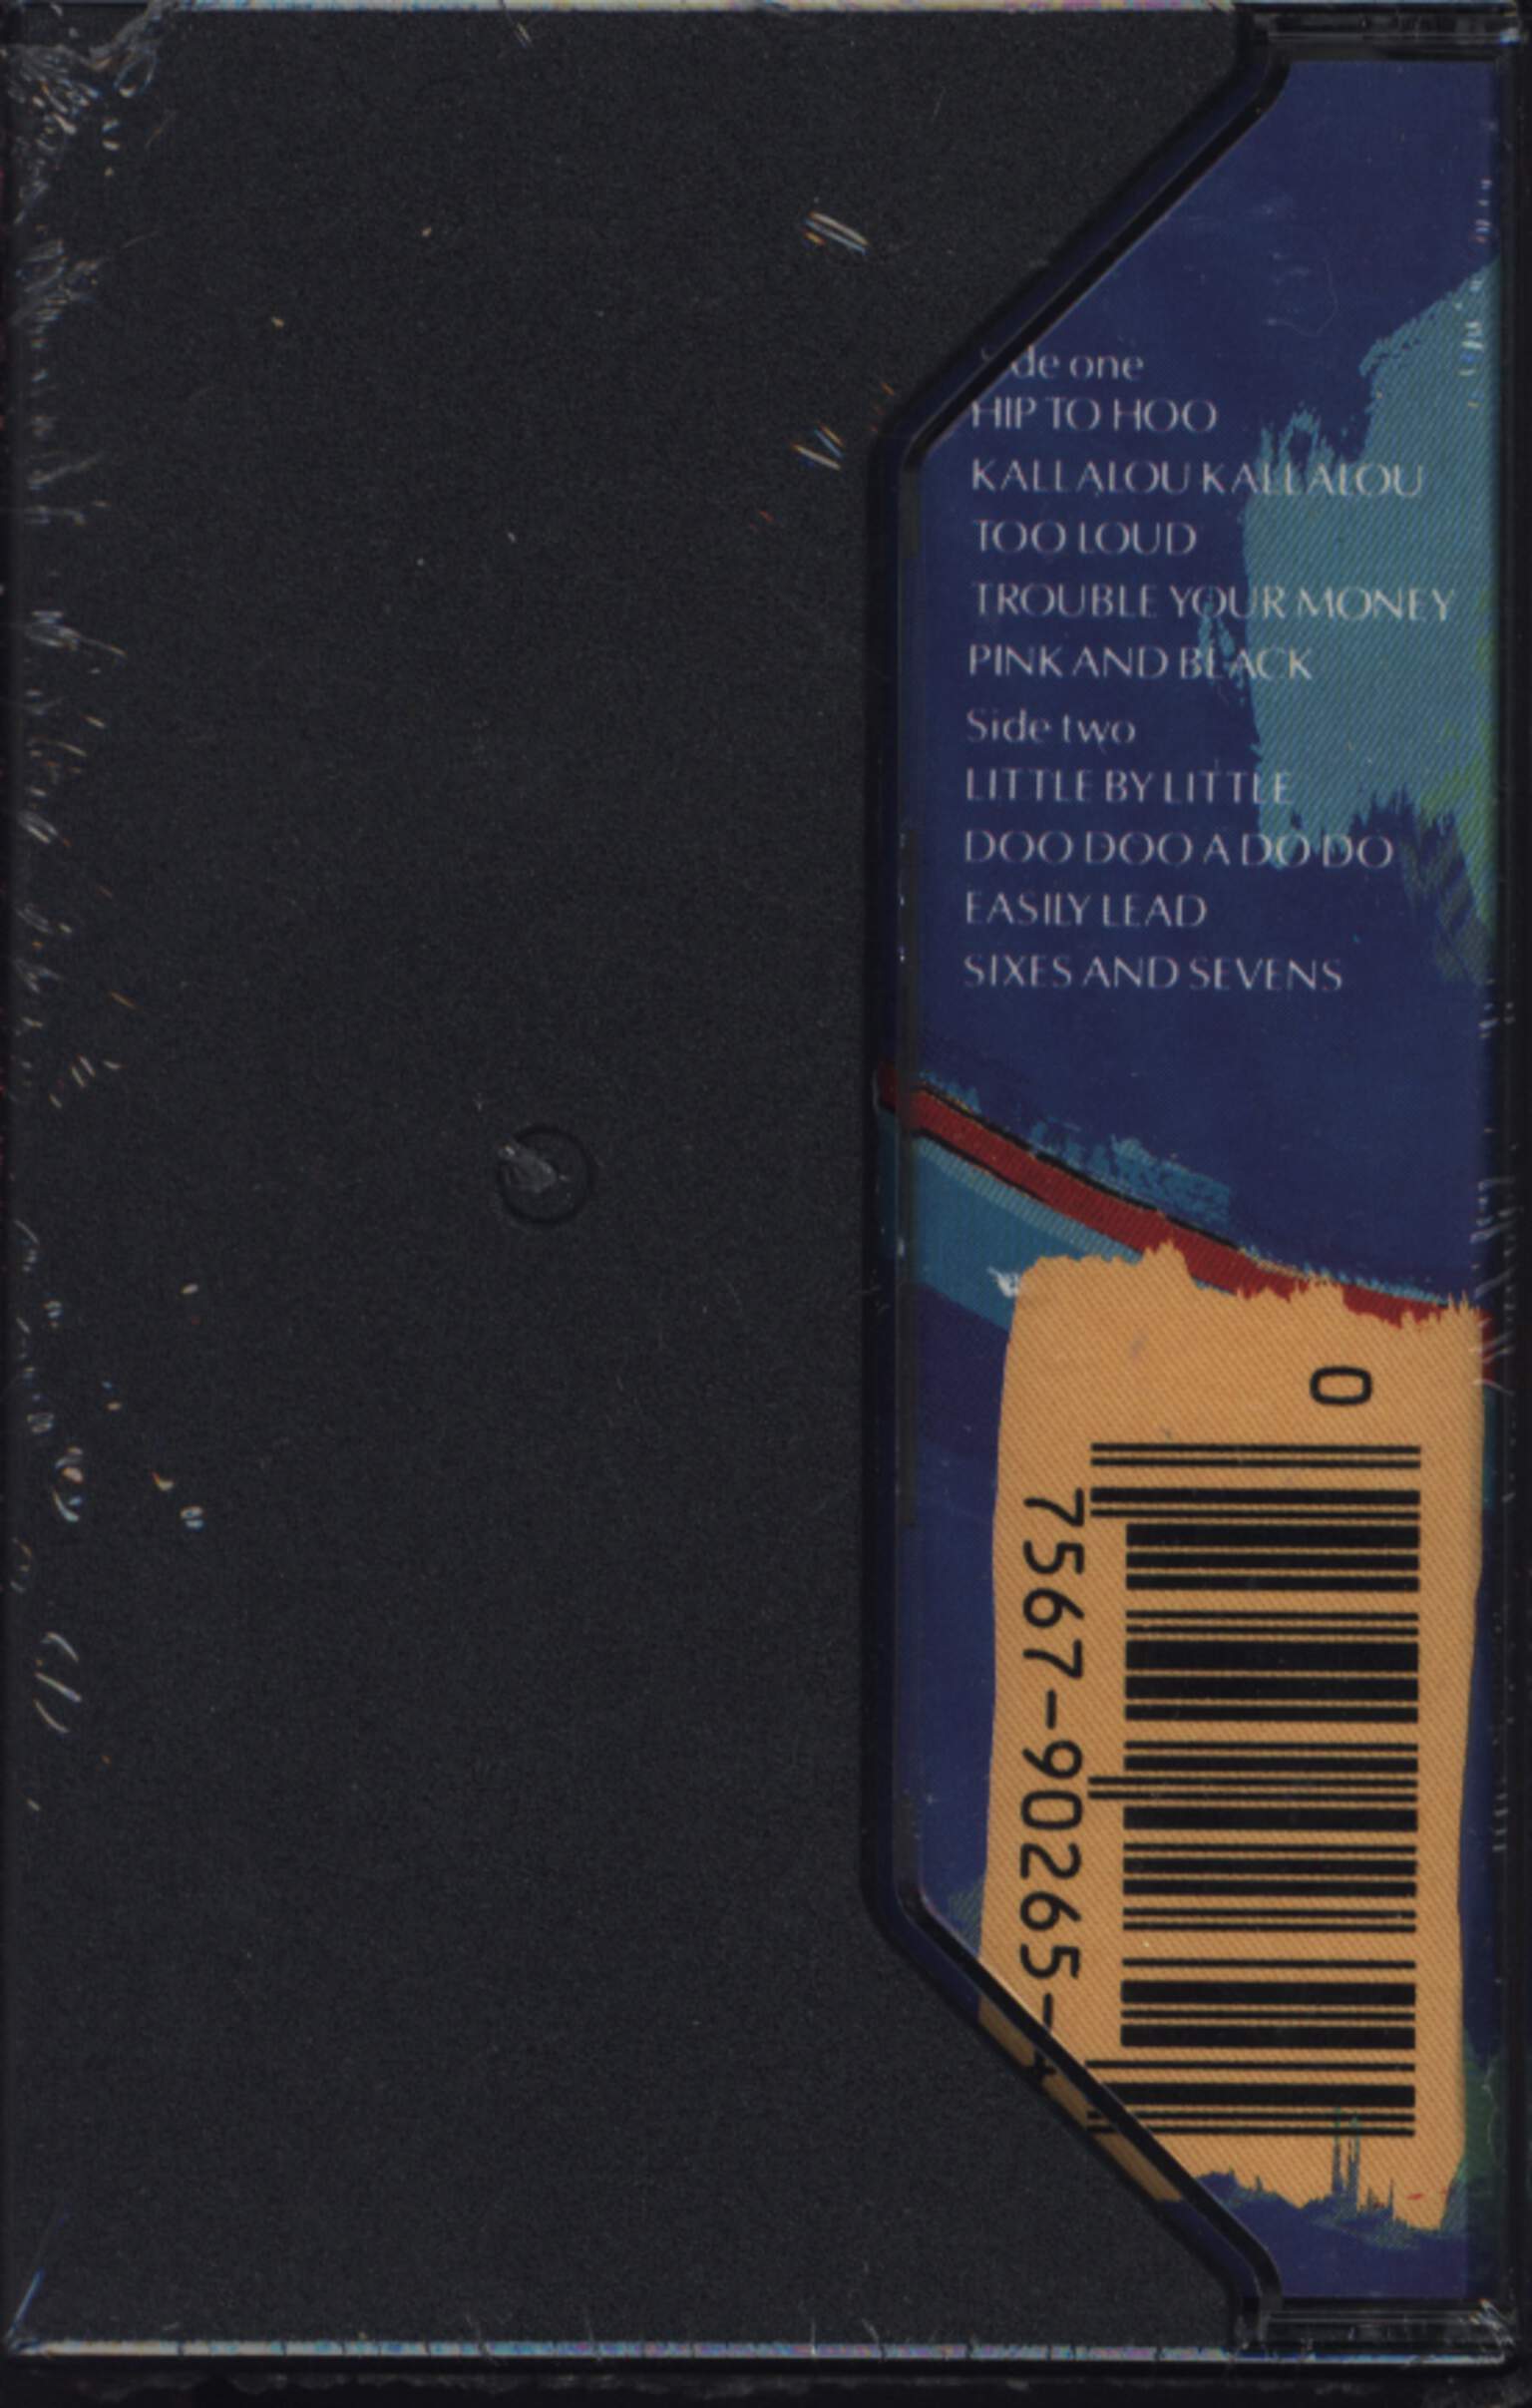 Side one
HIP TO HOO
KALLALOU KALLALOU
TOO LOUD
TROUBLE YOUR MONEY
PINK AND BLACK
Side two
LITTLE BY LITTLE
DOO DOO A DO DO
EASILY LEAD
SIXES AND SEVENS
0
7567-90265-4